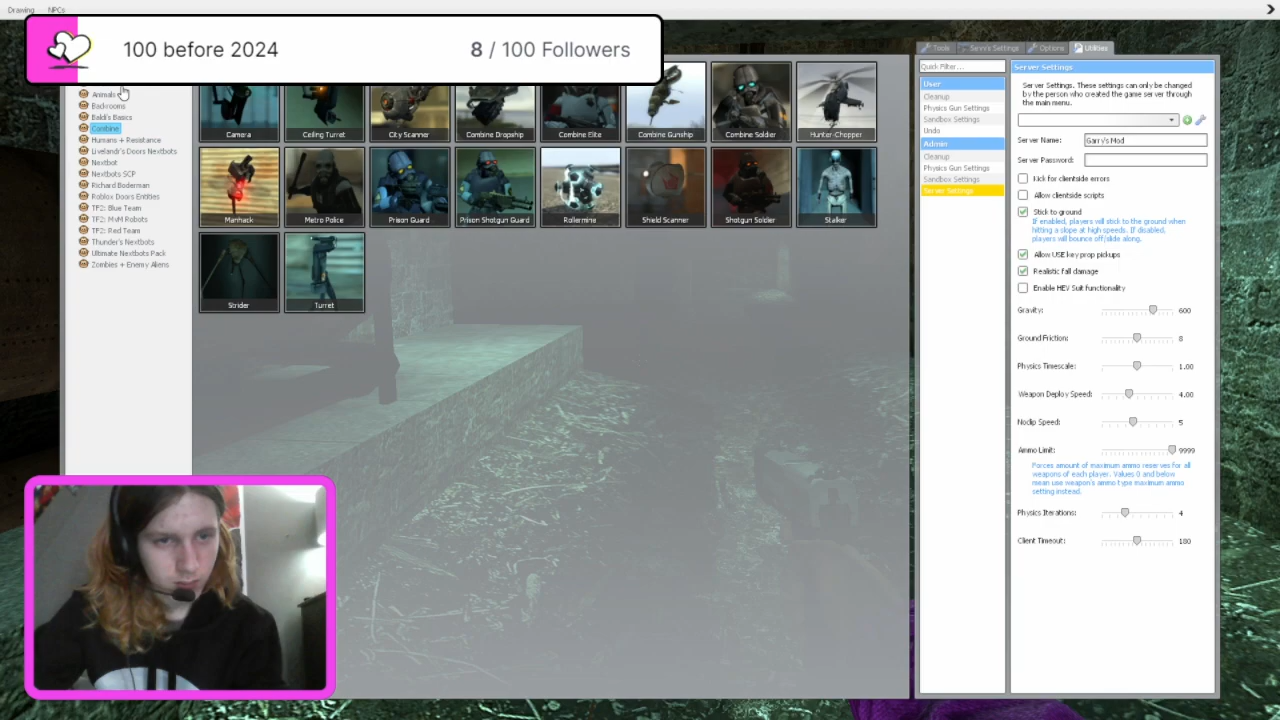 Drawing NPCs
100 before 2024
8 / 100 Followers
Animals
Backrooms
Baldi's Basics
Combine
Humans + Resistance
Livelandr's Doors Nextbots
Nextbot
Nextbots SCP
Richard Boderman
Roblox Doors Entities
TF2: Blue Team
TF2: MvM Robots
TF2: Red Team
Thunder's Nextbots
Ultimate Nextbots Pack
Zombies + Enemy Aliens
Camera
Ceiling Turret
City Scanner
Combine Dropship
Combine Elite
Combine Gunship
Combine Soldier
Hunter-Chopper
Manhack
Metro Police
Prison Guard
Prison Shotgun Guard
Rollermine
Shield Scanner
Shotgun Soldier
Stalker
Strider
Turret
Tools
Settings
Options
Utilities
Quick Filter...
User
Cleanup
Physics Gun Settings
Sandbox Settings
Undo
Admin
Cleanup
Physics Gun Settings
Sandbox Settings
Server Settings
Server Settings
Server Settings. These settings can only be changed
by the person who created the game server through
the main menu.
Server Name: Garry's Mod
Server Password:
Kick for clientside errors
Allow clientside scripts
Stick to ground
If enabled, players will stick to the ground when
hitting a slope at high speeds. If disabled,
players will bounce off/slide along.
Allow USE key prop pickups
Realistic fall damage
Enable HEV Suit functionality
Gravity: 600
Ground Friction: 8
Physics Timescale: 1.00
Weapon Deploy Speed: 4.00
Noclip Speed: 5
Ammo Limit: 9999
Forces amount of maximum ammo reserves for all
weapons of each player. Values 0 and below
mean use weapon's ammo type maximum ammo
setting instead.
Physics Iterations: 4
Client Timeout: 180